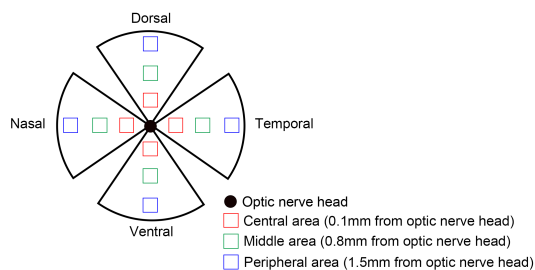 Dorsal
Nasal
Temporal
Ventral
Optic nerve head
Central area (0.1mm from optic nerve head)
Middle area (0.8mm from optic nerve head)
Peripheral area (1.5mm from optic nerve head)